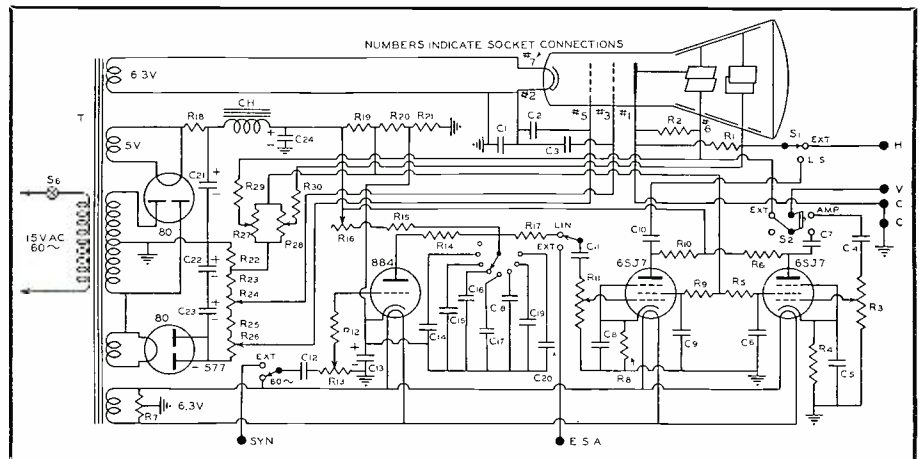 NUMBERS INDICATE SOCKET CONNECTIONS
#7
6.3V
T
#2
CH
R18
R19
R20
R21
C2
#5
#3
#1
R2
#6
R1
S1
EXT
H
C24
C1
C3
L S
5V
S6
C21
R29
R30
V
EXT
AMP
C
C
80
R27
R28
R16
R15
C10
S2
C7
C4
15VAC
60~
R22
R14
R17
LIN
EXT
R10
R6
C22
R23
884
C11
6SJ7
6SJ7
R24
R11
R9
R5
R3
C23
R25
C16
C18
C19
80
R26
R12
C15
C8
C14
C17
C9
C6
R4
- 577
EXT
C12
C13
C20
R8
C5
60~
R13
6.3V
R7
SYN
E S A